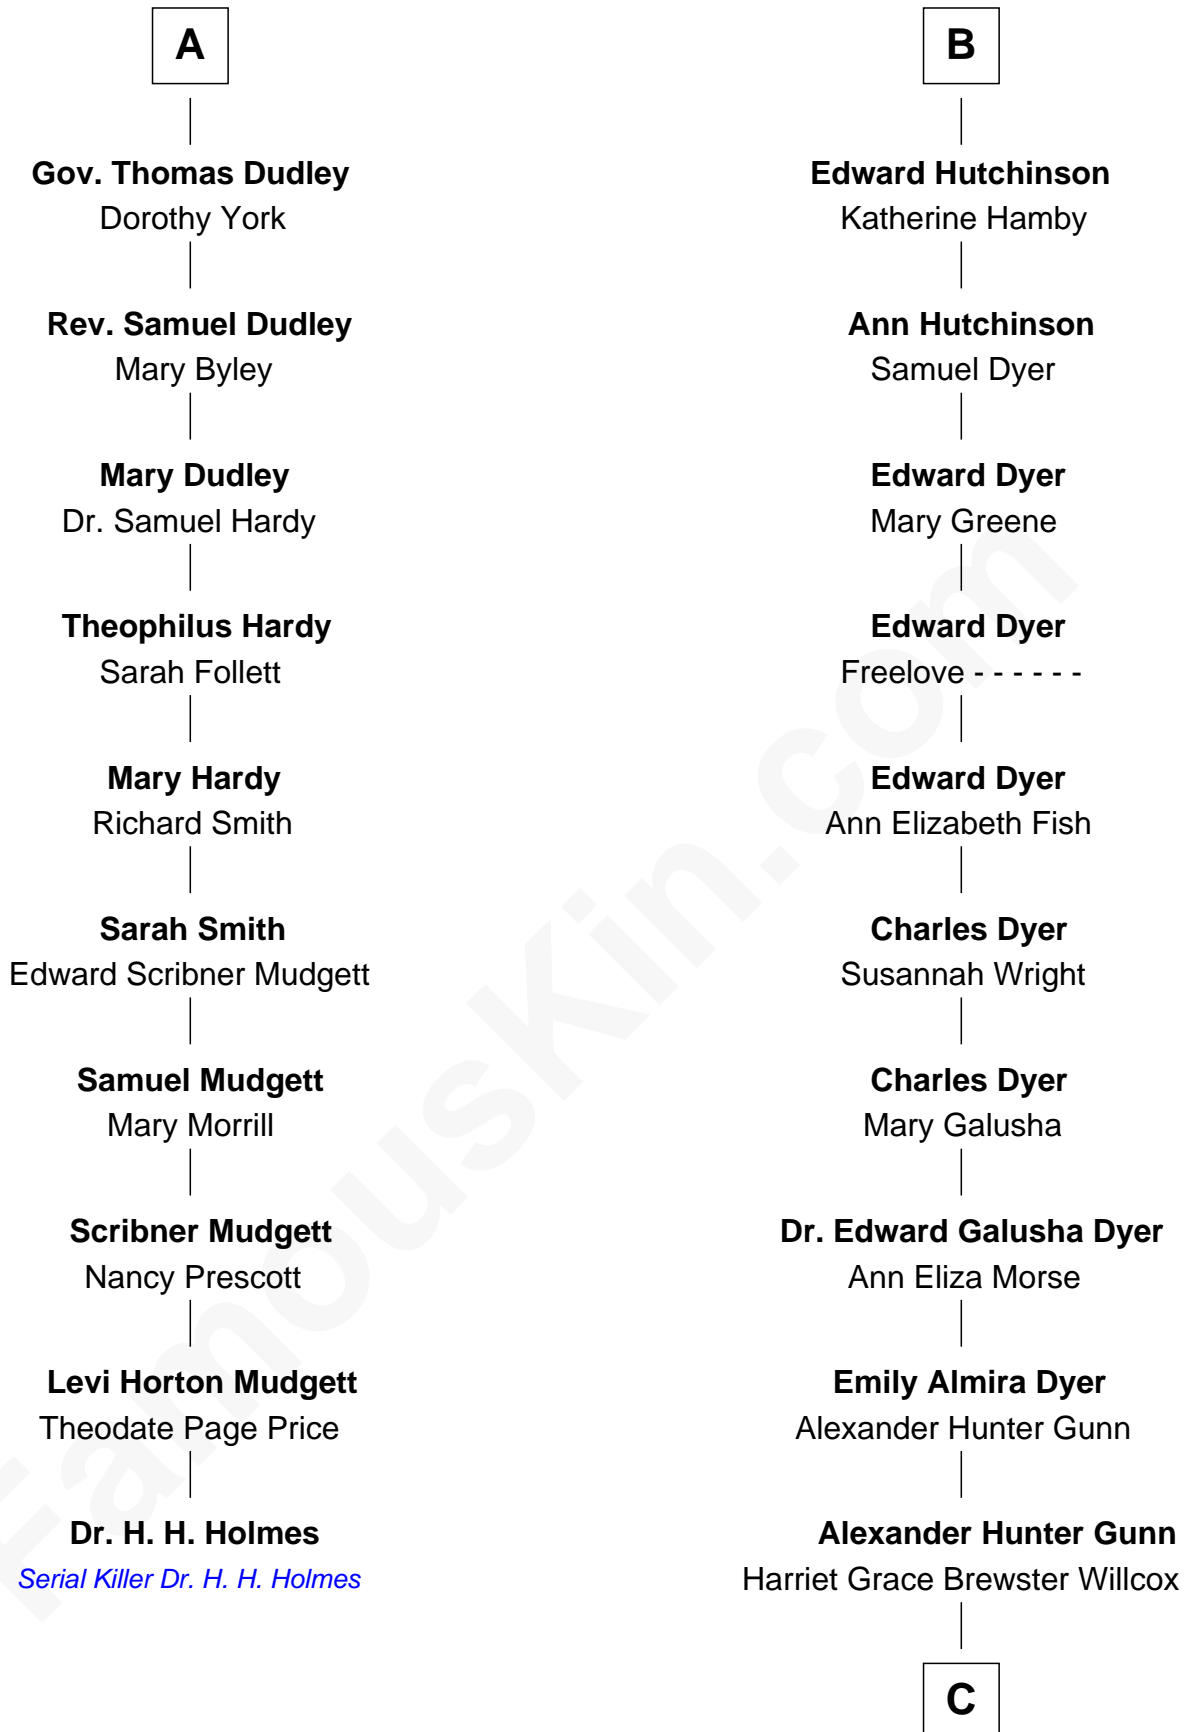 A
Gov. Thomas Dudley
Dorothy York
Rev. Samuel Dudley
Mary Byley
Mary Dudley
Dr. Samuel Hardy
Theophilus Hardy
Sarah Follett
Mary Hardy
Richard Smith
Sarah Smith
Edward Scribner Mudgett
Samuel Mudgett
Mary Morrill
Scribner Mudgett
Nancy Prescott
Levi Horton Mudgett
Theodate Page Price
Dr. H. H. Holmes
Serial Killer Dr. H. H. Holmes
B
Edward Hutchinson
Katherine Hamby
Ann Hutchinson
Samuel Dyer
Edward Dyer
Mary Greene
Edward Dyer
Freelove - - - - - -
Edward Dyer
Ann Elizabeth Fish
Charles Dyer
Susannah Wright
Charles Dyer
Mary Galusha
Dr. Edward Galusha Dyer
Ann Eliza Morse
Emily Almira Dyer
Alexander Hunter Gunn
Alexander Hunter Gunn
Harriet Grace Brewster Willcox
C
FamousKin.com